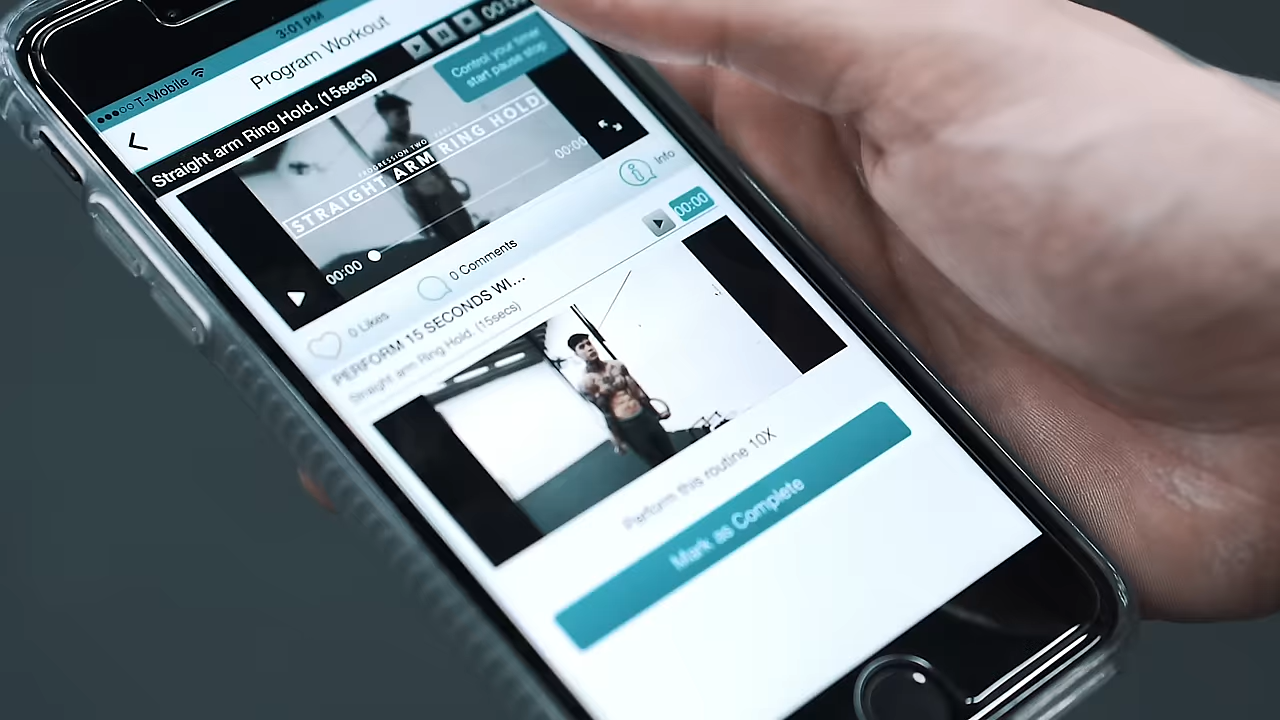 3:01 PM
T-Mobile
Program Workout
Straight arm Ring Hold. (15secs)
Control your timer
start pause stop
STRAIGHT ARM RING HOLD
00:00
00:00
Info
0 Likes
0 Comments
PERFORM 15 SECONDS WI...
00:00
Straight arm Ring Hold. (15secs)
Perform this routine 10X
Mark as Complete